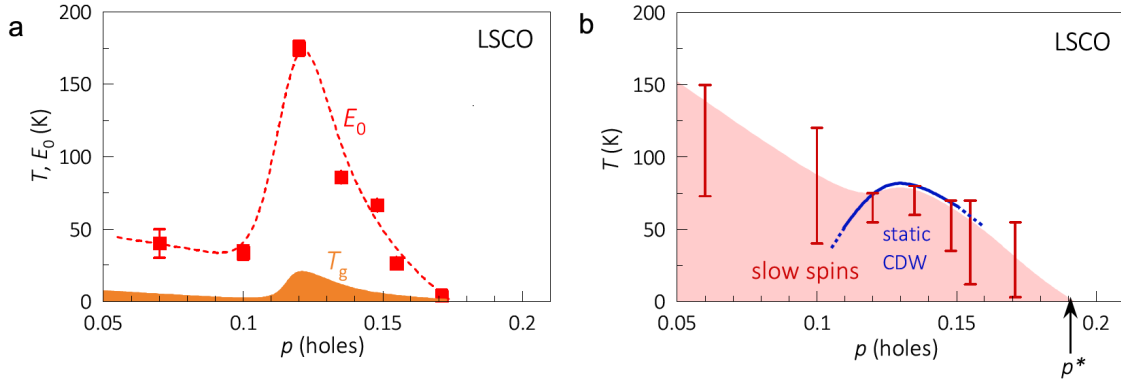 a
LSCO
200
150
100
50
0
T, E0 (K)
E0
Tg
0.05
0.1
0.15
0.2
p (holes)
b
LSCO
200
150
100
50
0
T (K)
static
CDW
slow spins
0.05
0.1
0.15
0.2
p (holes)
p*